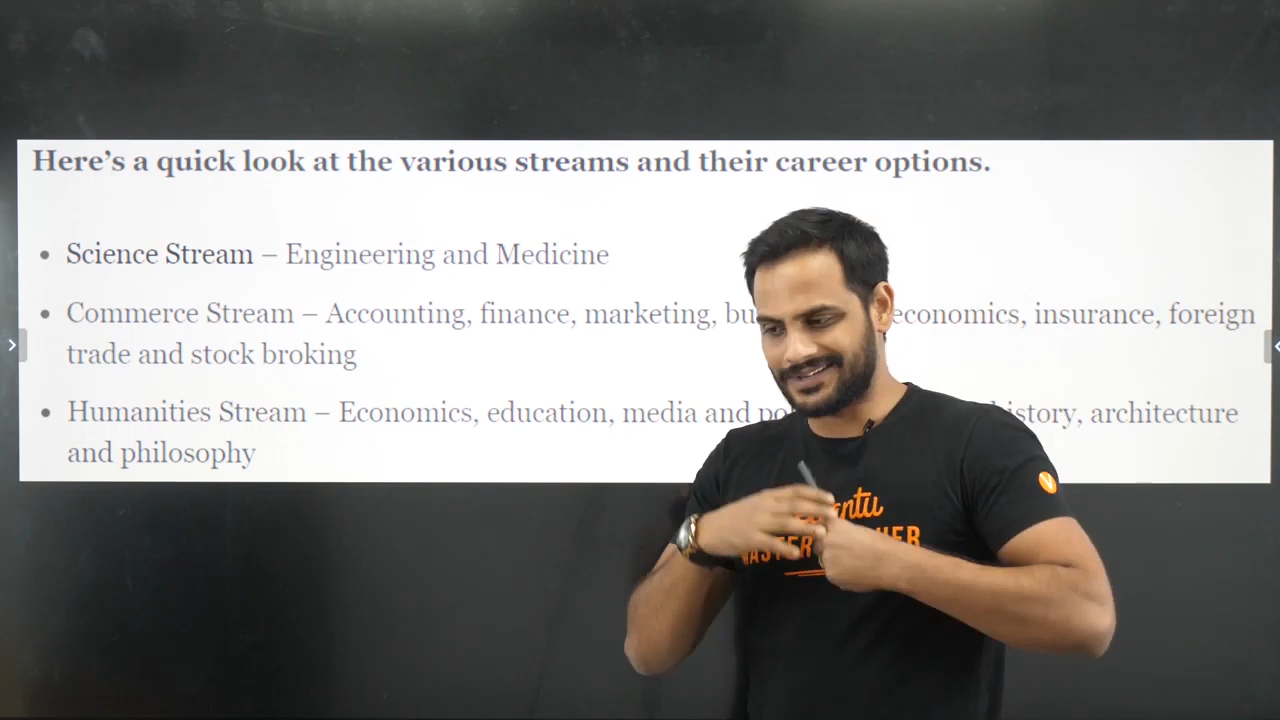 Here’s a quick look at the various streams and their career options.
Science Stream – Engineering and Medicine
Commerce Stream – Accounting, finance, marketing, economics, insurance, foreign
trade and stock broking
Humanities Stream – Economics, education, media and history, architecture
and philosophy
V